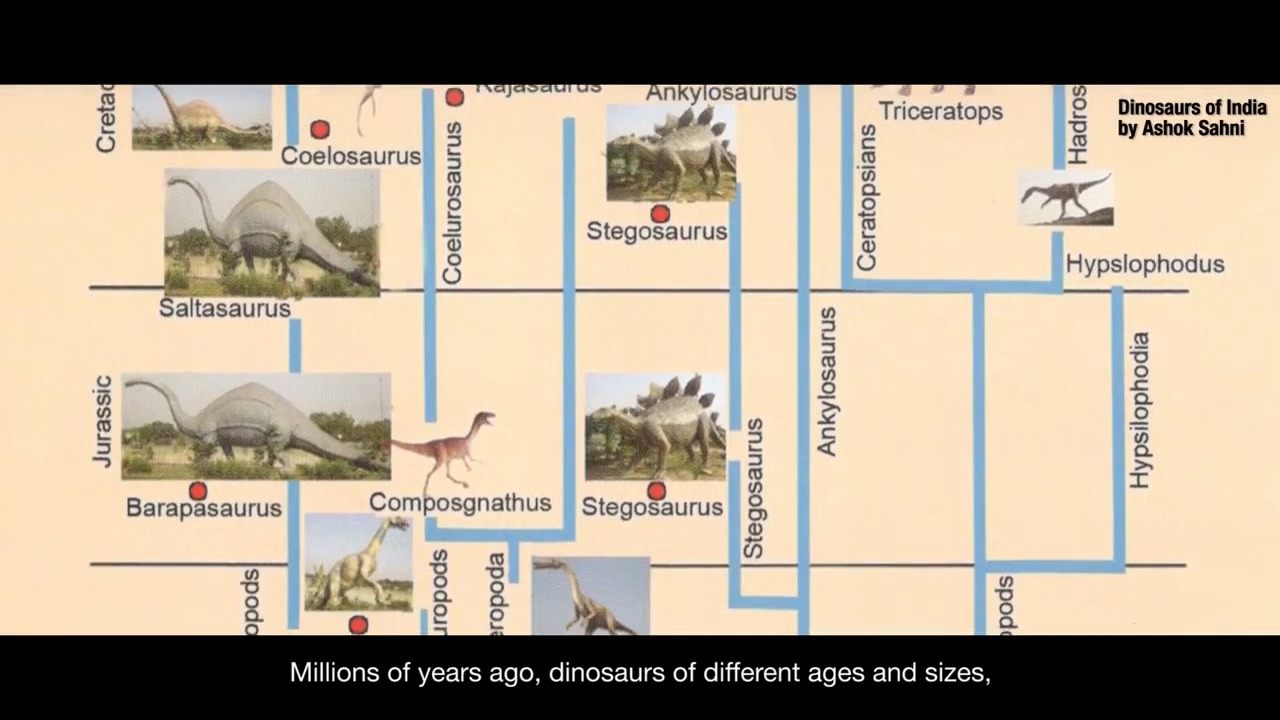 Rajasaurus
Ankylosaurus
Triceratops
Dinosaurs of India
by Ashok Sahni
Coelosaurus
Coelurosaurus
Stegosaurus
Ceratopsians
Hadros
Hypslophodus
Saltasaurus
Jurassic
Barapasaurus
Composgnathus
Stegosaurus
Stegosaurus
Ankylosaurus
Hypsilophodia
Cretac
opods
uropods
eropoda
opods
Millions of years ago, dinosaurs of different ages and sizes,